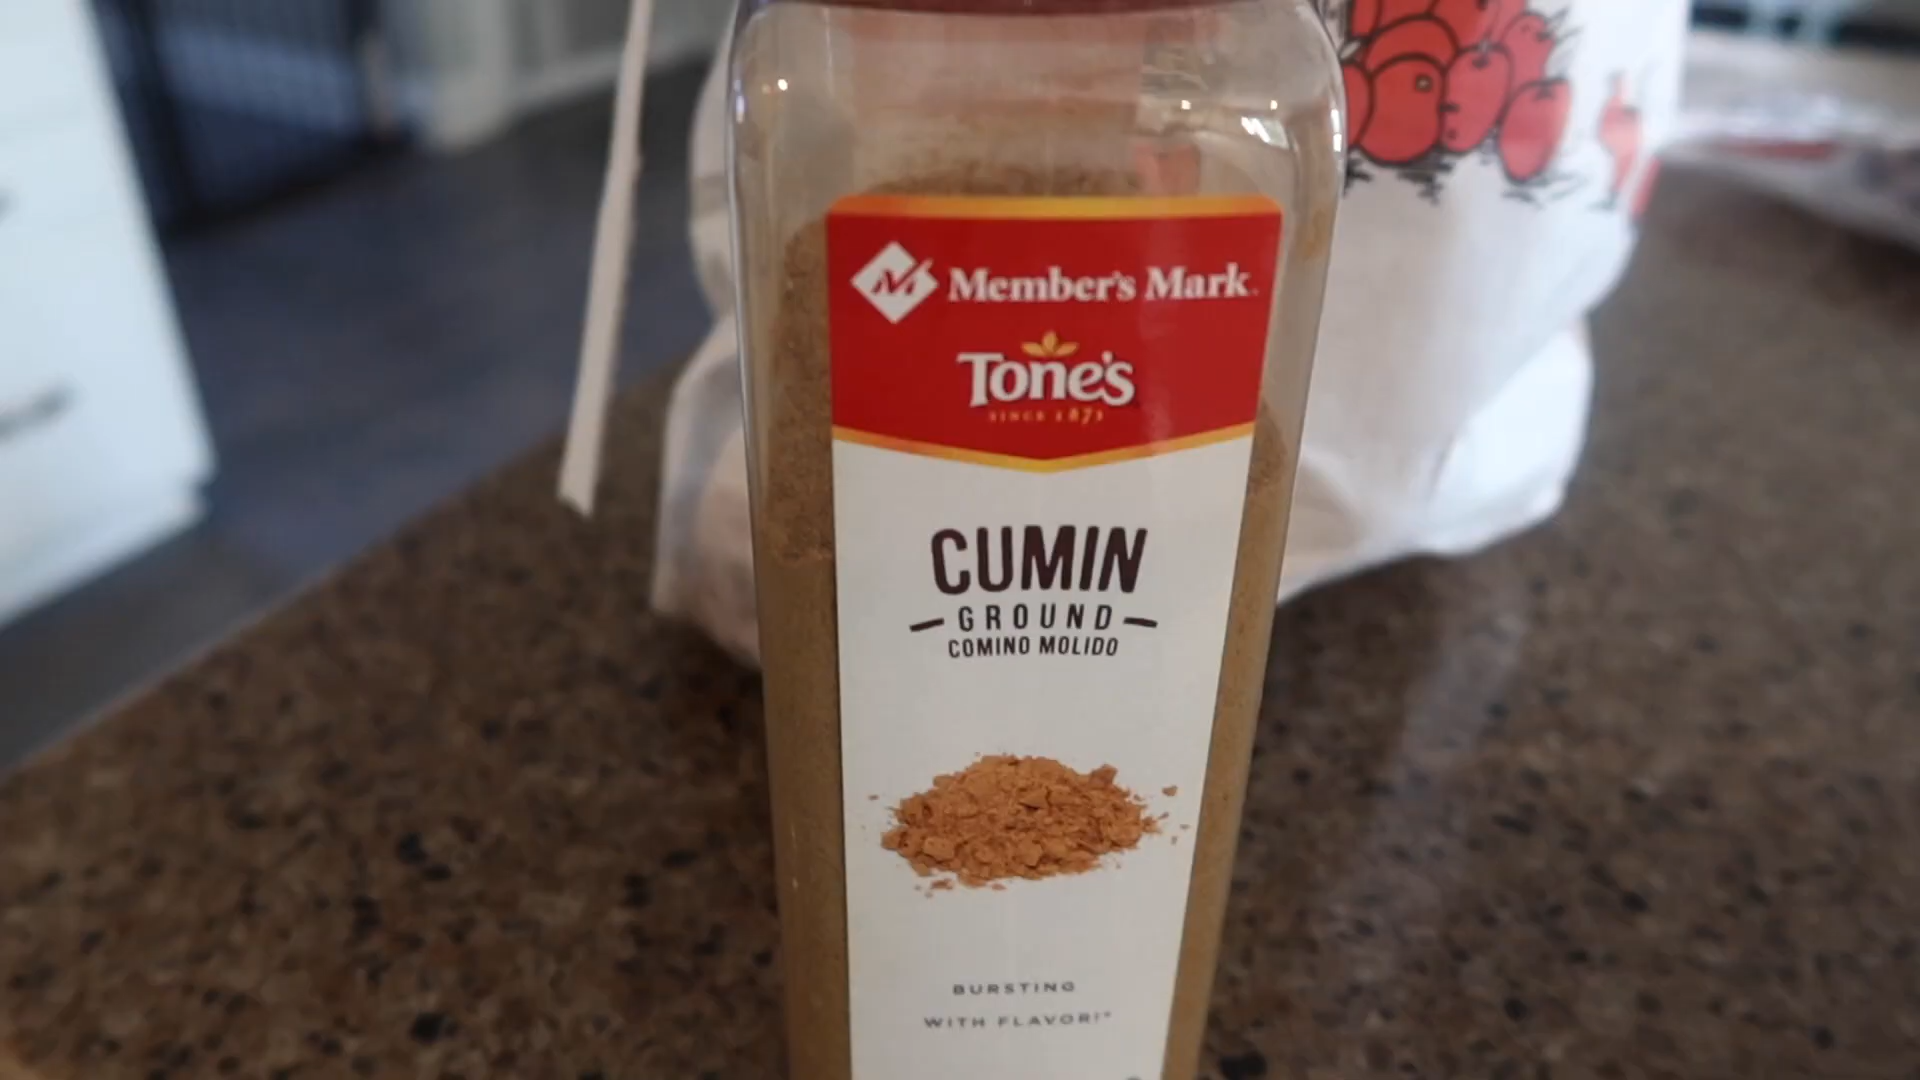 Member's Mark
Tone's
SINCE 1873
CUMIN
GROUND
COMINO MOLIDO
BURSTING
WITH FLAVOR!